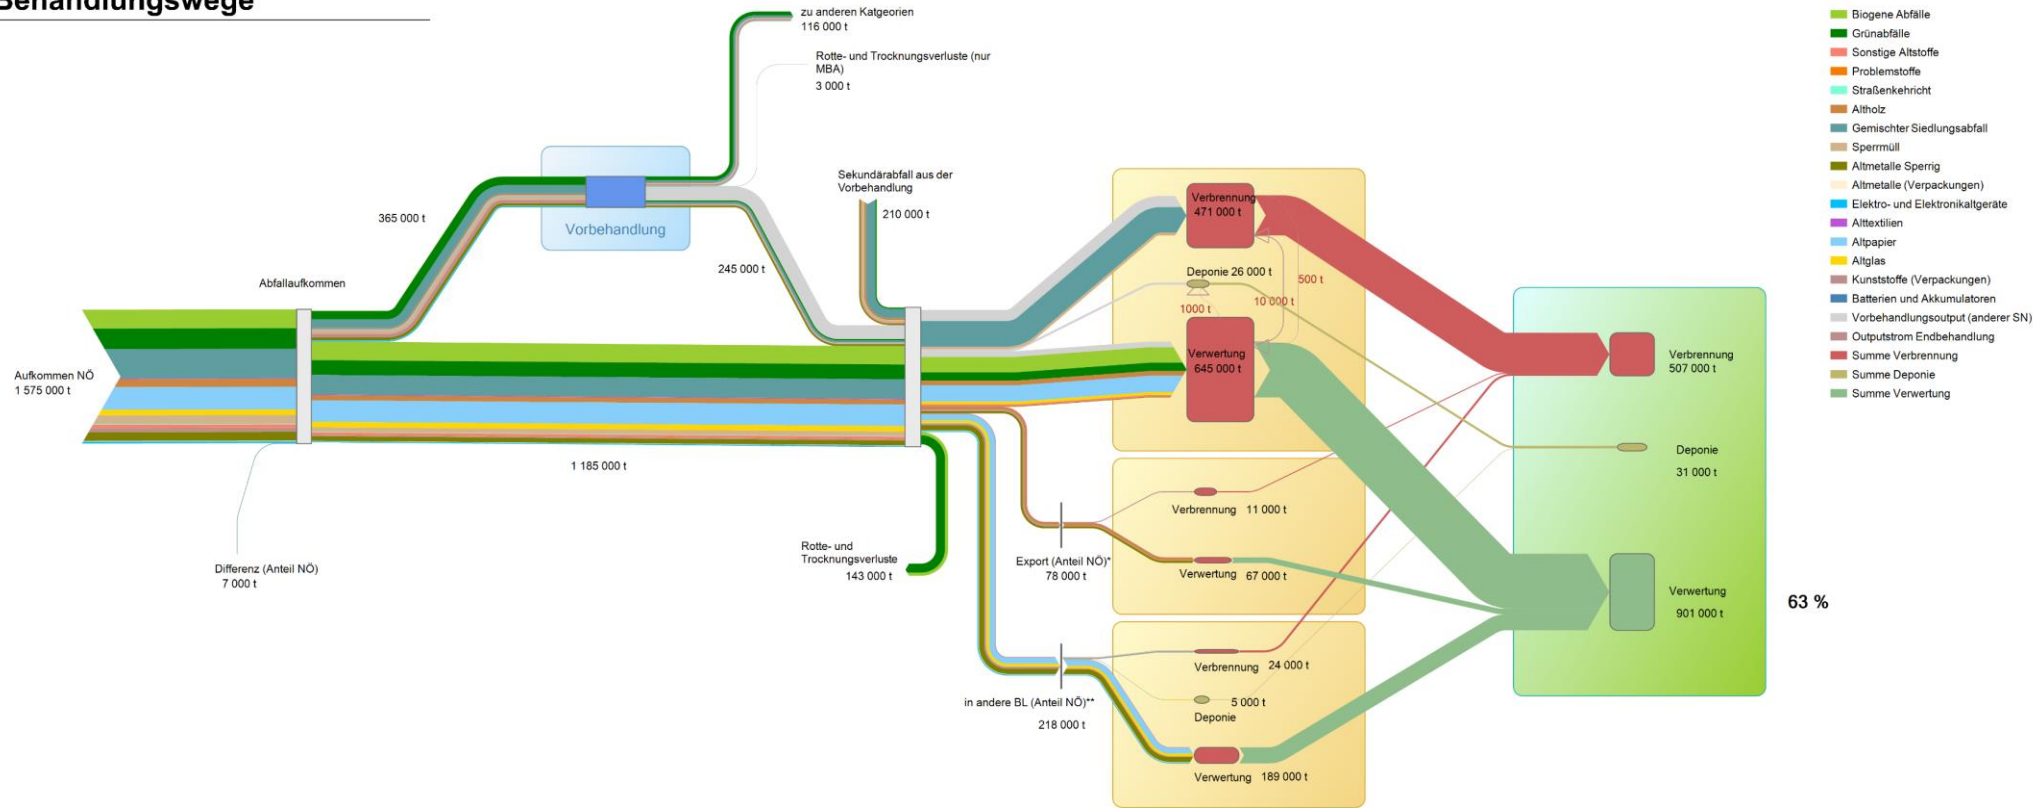 Behandlungswege
zu anderen Katgeorien
116 000 t
Rotte- und Trocknungsverluste (nur
MBA)
3 000 t
365 000 t
Vorbehandlung
Sekundärabfall aus der
Vorbehandlung
210 000 t
245 000 t
Abfallaufkommen
Aufkommen NÖ
1 575 000 t
1 185 000 t
Differenz (Anteil NÖ)
7 000 t
Rotte- und
Trocknungsverluste
143 000 t
Verbrennung
471 000 t
Deponie 26 000 t
500 t
10 000 t
1000 t
Verwertung
645 000 t
Verbrennung 11 000 t
Export (Anteil NÖ)*
78 000 t
Verwertung 67 000 t
Verbrennung 24 000 t
in andere BL (Anteil NÖ)**
218 000 t
5 000 t
Deponie
Verwertung 189 000 t
Verbrennung
507 000 t
Deponie
31 000 t
Verwertung
901 000 t
63 %
Biogene Abfälle
Grünabfälle
Sonstige Altstoffe
Problemstoffe
Straßenkehricht
Altholz
Gemischter Siedlungsabfall
Sperrmüll
Altmetalle Sperrig
Altmetalle (Verpackungen)
Elektro- und Elektronikaltgeräte
Alttextilien
Altpapier
Altglas
Kunststoffe (Verpackungen)
Batterien und Akkumulatoren
Vorbehandlungsoutput (anderer SN)
Outputstrom Endbehandlung
Summe Verbrennung
Summe Deponie
Summe Verwertung